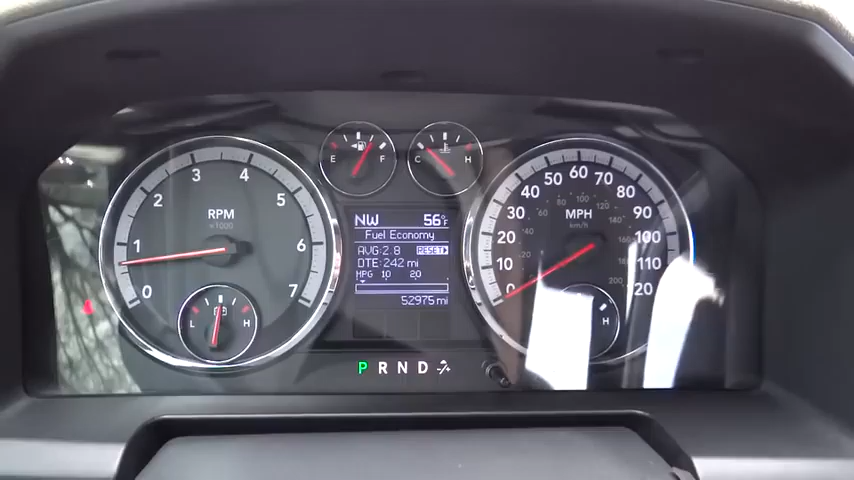 3
4
2
5
RPM
x1000
1
6
0
7
L
H
E
F
C
H
NW 56°F
Fuel Economy
AVG: 2.8 RESET
DTE: 242 mi
MPG 10 20
52975 mi
P R N D
60
50
70
40
80
30
90
MPH
km/h
20
100
10
110
0
120
20
40
60
80
100
120
140
160
180
200
H